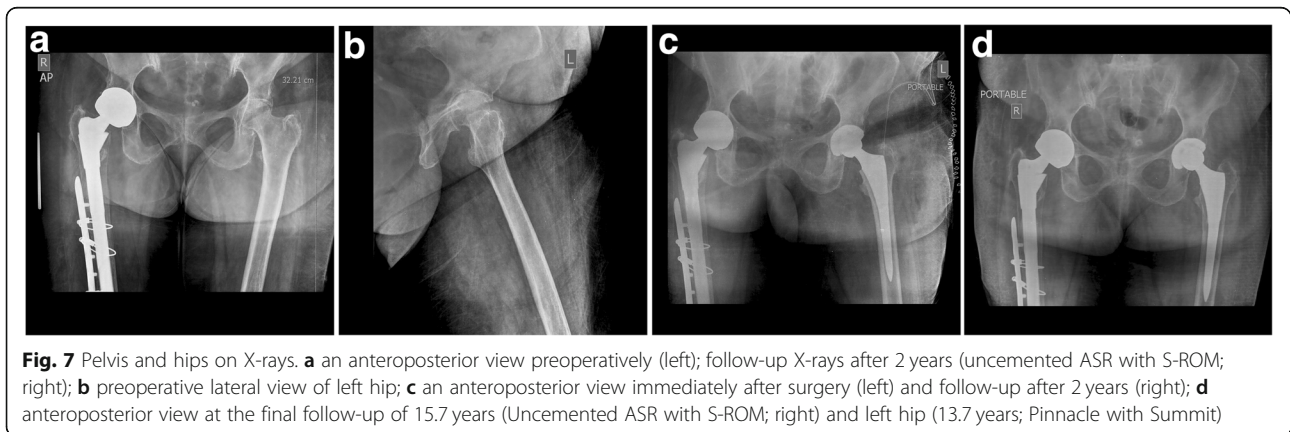 a
R
AP
32.21 cm
b
L
c
L
PORTABLE
d
PORTABLE
R
Fig. 7 Pelvis and hips on X-rays. a an anteroposterior view preoperatively (left); follow-up X-rays after 2 years (uncemented ASR with S-ROM;
right); b preoperative lateral view of left hip; c an anteroposterior view immediately after surgery (left) and follow-up after 2 years (right); d
anteroposterior view at the final follow-up of 15.7 years (Uncemented ASR with S-ROM; right) and left hip (13.7 years; Pinnacle with Summit)